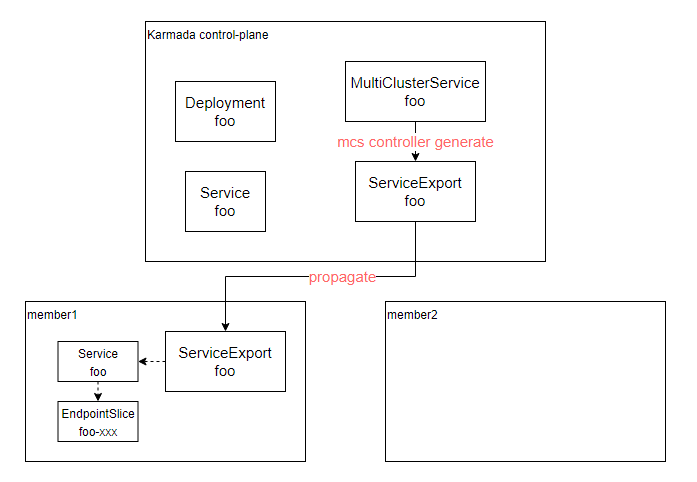 Karmada control-plane
Deployment
foo
MultiClusterService
foo
mcs controller generate
Service
foo
ServiceExport
foo
propagate
member1
Service
foo
ServiceExport
foo
EndpointSlice
foo-xxx
member2